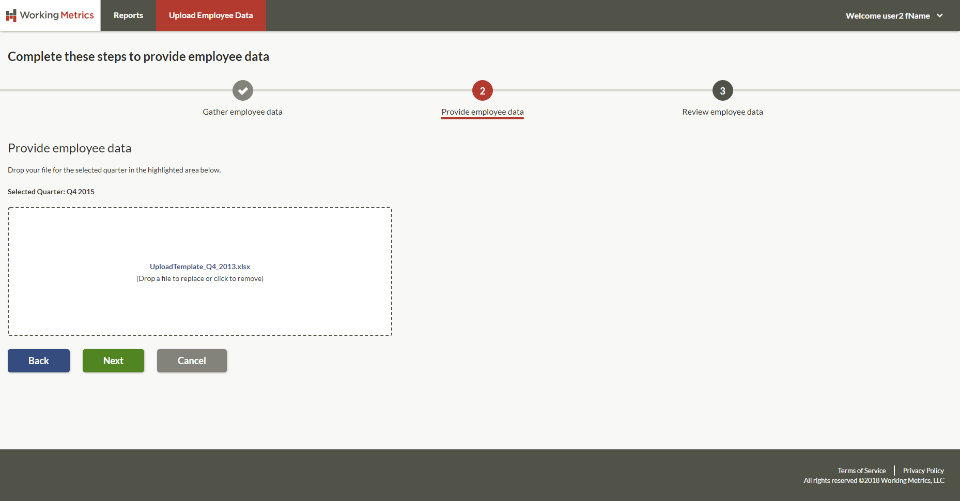 Working Metrics
Reports
Upload Employee Data
Welcome user2 fName
Complete these steps to provide employee data
2
3
Gather employee data
Provide employee data
Review employee data
Provide employee data
Drop your file for the selected quarter in the highlighted area below.
Selected Quarter: Q4 2015
UploadTemplate_Q4_2013.xlsx
(Drop a file to replace or click to remove)
Back
Next
Cancel
Terms of Service
Privacy Policy
All rights reserved ©2018 Working Metrics, LLC